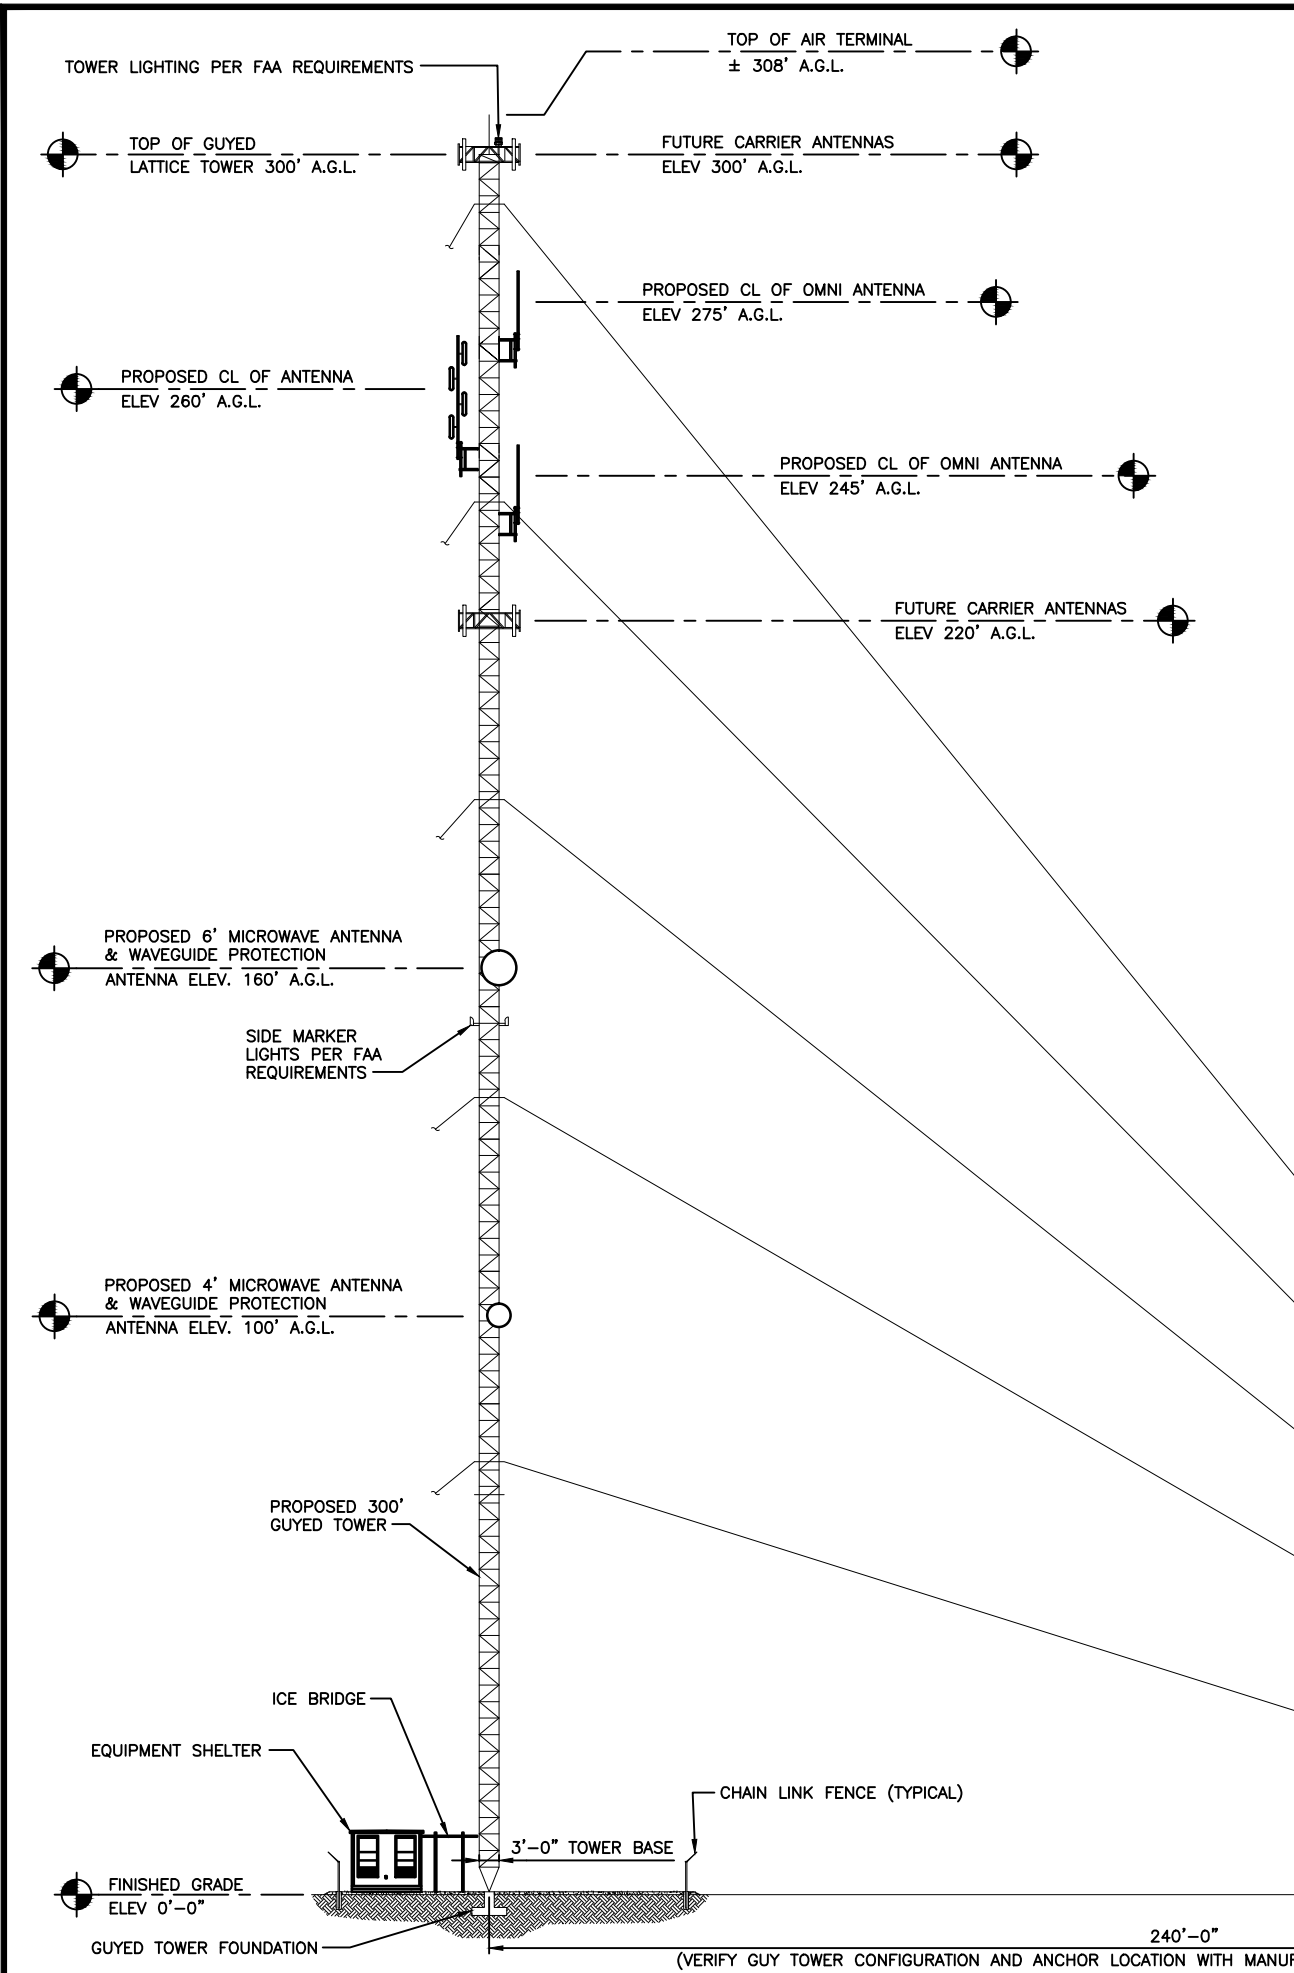 TOP OF AIR TERMINAL
± 308' A.G.L.
TOWER LIGHTING PER FAA REQUIREMENTS
TOP OF GUYED
LATTICE TOWER 300' A.G.L.
FUTURE CARRIER ANTENNAS
ELEV 300' A.G.L.
PROPOSED CL OF OMNI ANTENNA
ELEV 275' A.G.L.
PROPOSED CL OF ANTENNA
ELEV 260' A.G.L.
PROPOSED CL OF OMNI ANTENNA
ELEV 245' A.G.L.
FUTURE CARRIER ANTENNAS
ELEV 220' A.G.L.
PROPOSED 6' MICROWAVE ANTENNA
& WAVEGUIDE PROTECTION
ANTENNA ELEV. 160' A.G.L.
SIDE MARKER
LIGHTS PER FAA
REQUIREMENTS
PROPOSED 4' MICROWAVE ANTENNA
& WAVEGUIDE PROTECTION
ANTENNA ELEV. 100' A.G.L.
PROPOSED 300'
GUYED TOWER
ICE BRIDGE
EQUIPMENT SHELTER
CHAIN LINK FENCE (TYPICAL)
3'-0" TOWER BASE
FINISHED GRADE
ELEV 0'-0"
GUYED TOWER FOUNDATION
240'-0"
(VERIFY GUY TOWER CONFIGURATION AND ANCHOR LOCATION WITH MANUF